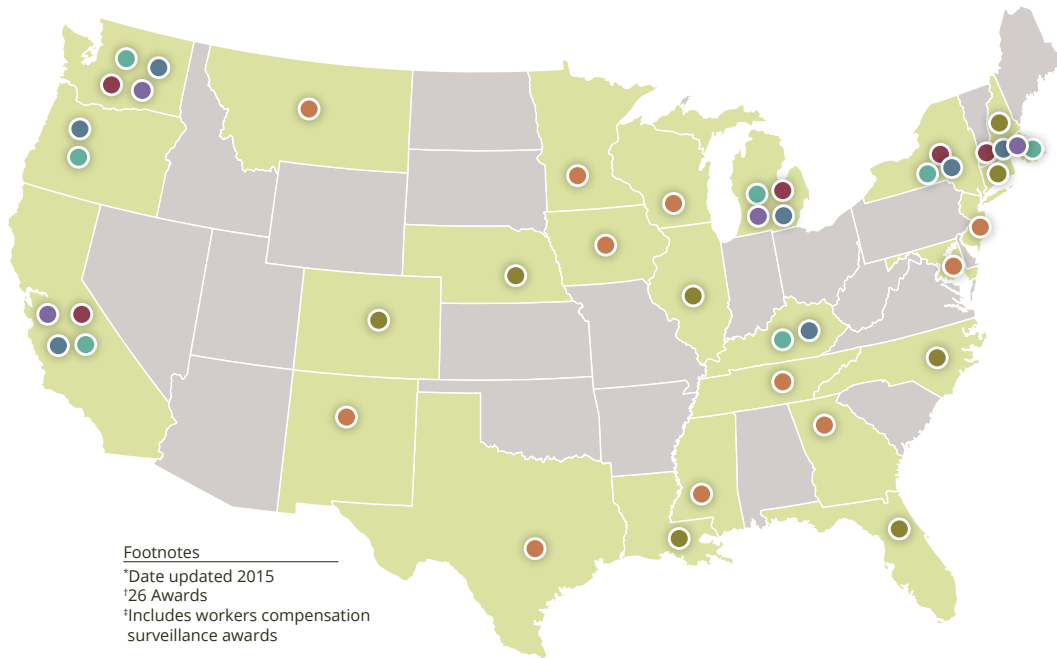 Footnotes
*Date updated 2015
†26 Awards
‡Includes workers compensation
surveillance awards